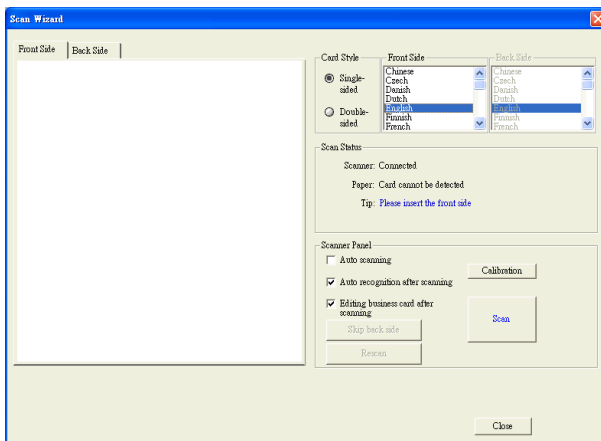 Scan Wizard
Front Side
Back Side
Card Style
Single-
sided
Double-
sided
Front Side
Chinese
Czech
Danish
Dutch
English
Finnish
French
Back Side
Chinese
Czech
Danish
Dutch
English
Finnish
French
Scan Status
Scanner: Connected
Paper: Card cannot be detected
Tip: Please insert the front side
Scanner Panel
Auto scanning
Auto recognition after scanning
Editing business card after
scanning
Skip back side
Rescan
Calibration
Scan
Close